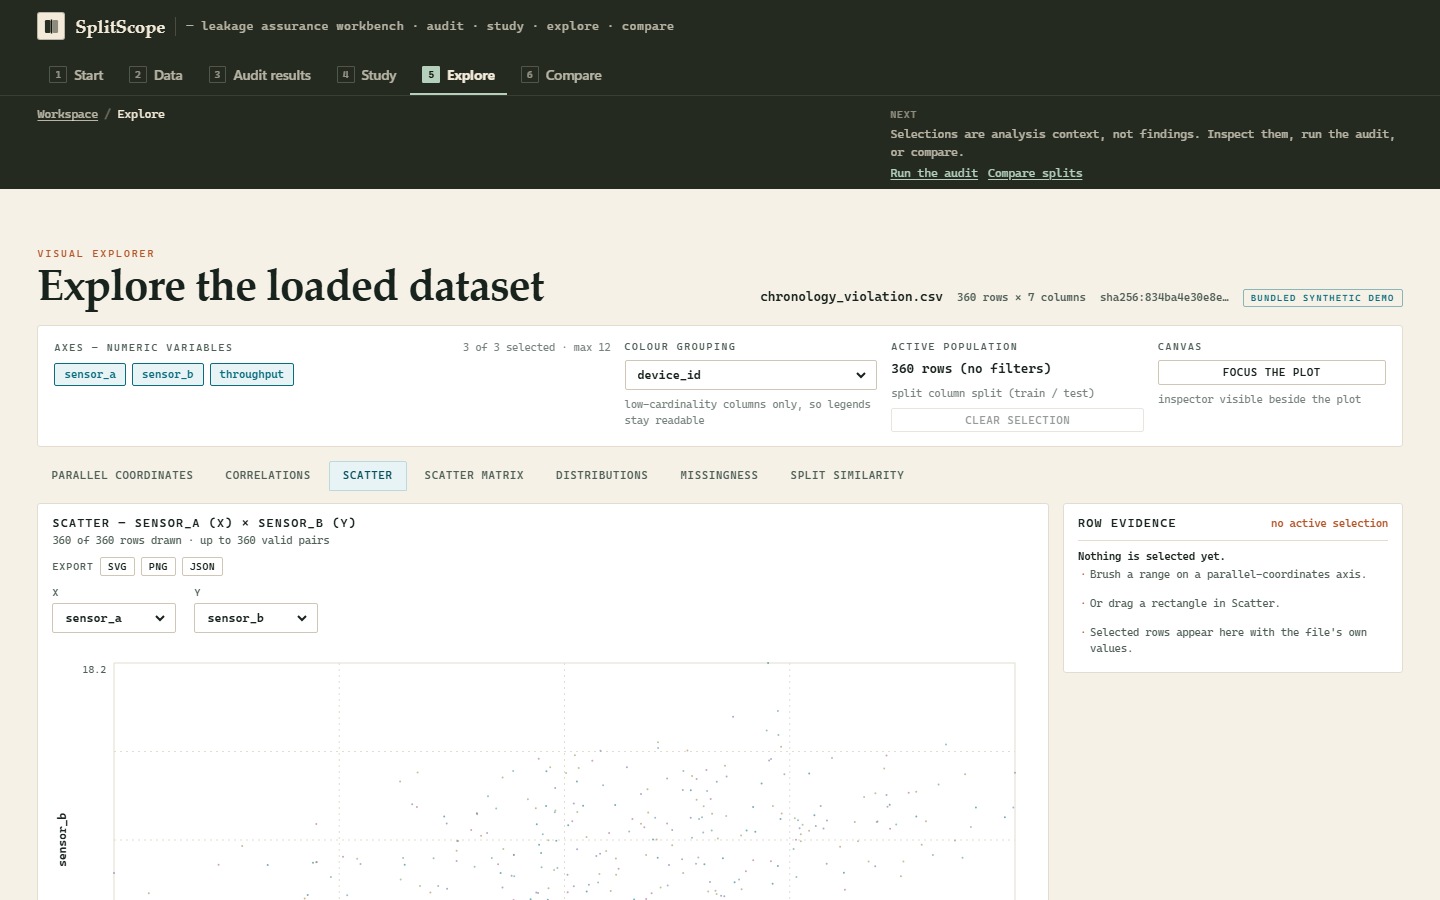 SplitScope
— leakage assurance workbench · audit · study · explore · compare
1 Start
2 Data
3 Audit results
4 Study
5 Explore
6 Compare
Workspace / Explore
NEXT
Selections are analysis context, not findings. Inspect them, run the audit,
or compare.
Run the audit Compare splits
VISUAL EXPLORER
Explore the loaded dataset
chronology_violation.csv 360 rows × 7 columns sha256:834ba4e30e8e… BUNDLED SYNTHETIC DEMO
AXES — NUMERIC VARIABLES
3 of 3 selected · max 12
sensor_a
sensor_b
throughput
COLOUR GROUPING
device_id
low-cardinality columns only, so legends
stay readable
ACTIVE POPULATION
360 rows (no filters)
split column split (train / test)
CLEAR SELECTION
CANVAS
FOCUS THE PLOT
inspector visible beside the plot
PARALLEL COORDINATES
CORRELATIONS
SCATTER
SCATTER MATRIX
DISTRIBUTIONS
MISSINGNESS
SPLIT SIMILARITY
SCATTER — SENSOR_A (X) × SENSOR_B (Y)
360 of 360 rows drawn · up to 360 valid pairs
EXPORT SVG PNG JSON
X
sensor_a
Y
sensor_b
18.2
sensor_b
ROW EVIDENCE
no active selection
Nothing is selected yet.
· Brush a range on a parallel-coordinates axis.
· Or drag a rectangle in Scatter.
· Selected rows appear here with the file's own
values.